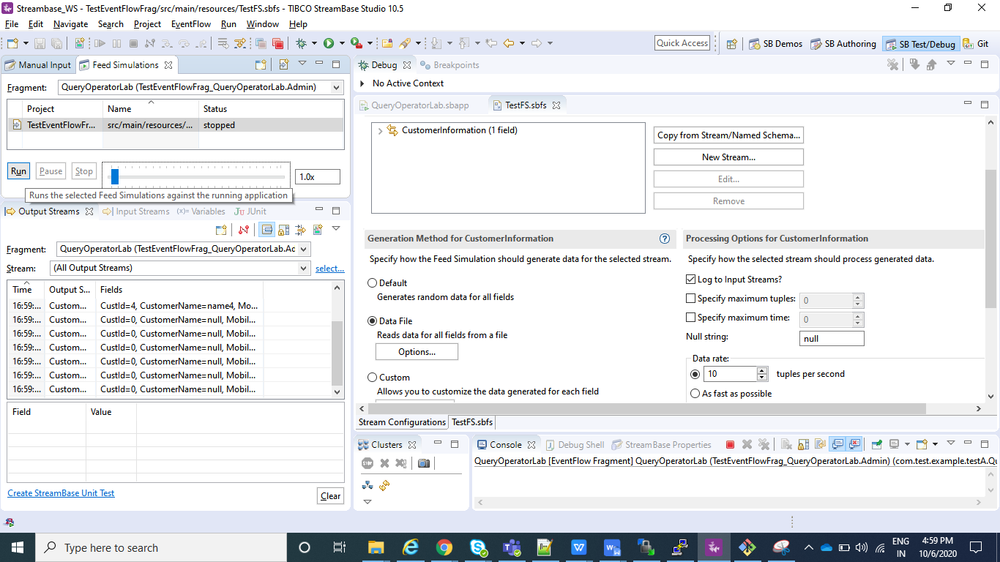 Streambase_WS - TestEventFlowFrag/src/main/resources/TestFS.sbfs - TIBCO StreamBase Studio 10.5
File Edit Navigate Search Project EventFlow Run Window Help
Quick Access SB Demos SB Authoring SB Test/Debug Git
Manual Input Feed Simulations
Fragment: QueryOperatorLab (TestEventFlowFrag_QueryOperatorLab.Admin)
Project Name Status
TestEventFlowFr... src/main/resources/... stopped
Run Pause Stop 1.0x
Runs the selected Feed Simulations against the running application
Output Streams Input Streams (x)= Variables JUnit
Fragment: QueryOperatorLab (TestEventFlowFrag_QueryOperatorLab.Ad
Stream: (All Output Streams) select...
Time Output S... Fields
16:59:... Custom... CustId=4, CustomerName=name4, Mo...
16:59:... Custom... CustId=0, CustomerName=null, Mobil...
16:59:... Custom... CustId=0, CustomerName=null, Mobil...
16:59:... Custom... CustId=0, CustomerName=null, Mobil...
16:59:... Custom... CustId=0, CustomerName=null, Mobil...
16:59:... Custom... CustId=0, CustomerName=null, Mobil...
16:59:... Custom... CustId=0, CustomerName=null, Mobil...
Field Value
Create StreamBase Unit Test Clear
Debug Breakpoints
No Active Context
QueryOperatorLab.sbapp TestFS.sbfs
CustomerInformation (1 field)
Copy from Stream/Named Schema...
New Stream...
Edit...
Remove
Generation Method for CustomerInformation
Specify how the Feed Simulation should generate data for the selected stream.
Default
Generates random data for all fields
Data File
Reads data for all fields from a file
Options...
Custom
Allows you to customize the data generated for each field
Processing Options for CustomerInformation
Specify how the selected stream should process generated data.
Log to Input Streams?
Specify maximum tuples: 0
Specify maximum time: 0
Null string: null
Data rate:
10 tuples per second
As fast as possible
Stream Configurations TestFS.sbfs
Clusters
STOP
Console Debug Shell StreamBase Properties
QueryOperatorLab [EventFlow Fragment] QueryOperatorLab (TestEventFlowFrag_QueryOperatorLab.Admin) (com.test.example.testA.Qu
Type here to search
ENG
IN
4:59 PM
10/6/2020